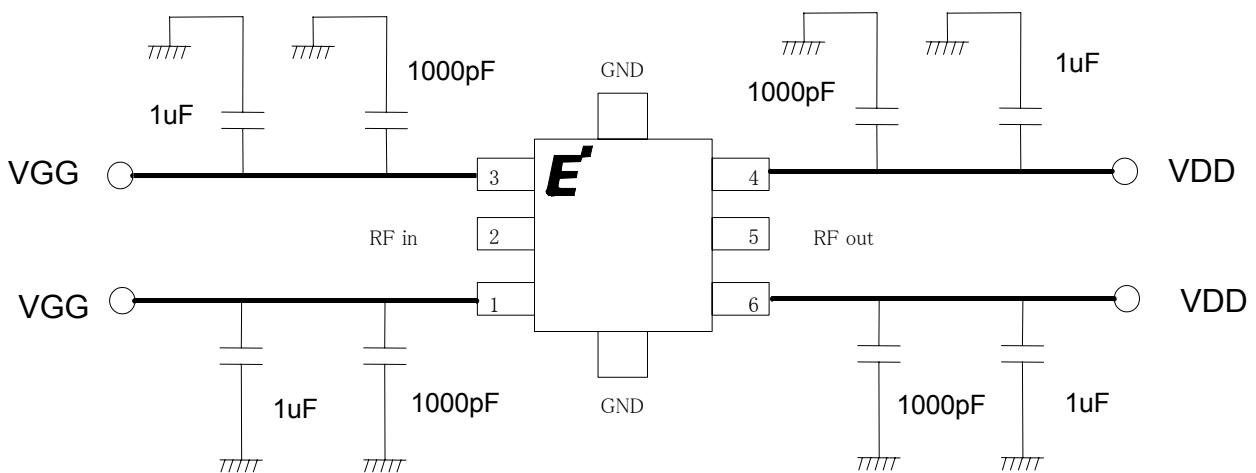 1000pF
GND
1uF
1uF
1000pF
VGG
3
E
4
VDD
RF in
2
5
RF out
VGG
1
6
VDD
1uF
1000pF
GND
1000pF
1uF